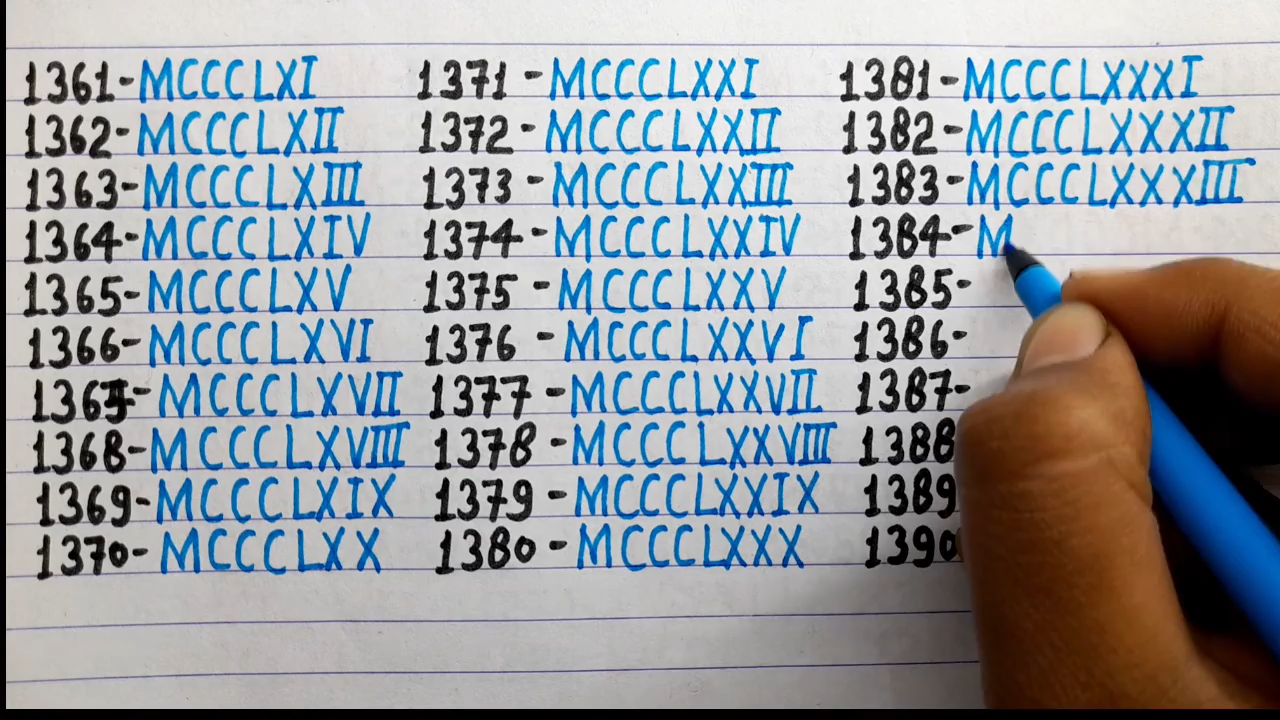 1361-MCCCLXI 1371-MCCCLXXI 1381-MCCCLXXXI
1362-MCCCLXII 1372-MCCCLXXII 1382-MCCCLXXXII
1363-MCCCLXIII 1373-MCCCLXXIII 1383-MCCCLXXXIII
1364-MCCCLXIV 1374-MCCCLXXIV 1384-M
1365-MCCCLXV 1375-MCCCLXXV 1385-
1366-MCCCLXVI 1376-MCCCLXXVI 1386-
1367-MCCCLXVII 1377-MCCCLXXVII 1387-
1368-MCCCLXVIII 1378-MCCCLXXVIII 1388
1369-MCCCLXIX 1379-MCCCLXXIX 1389
1370-MCCCLXX 1380-MCCCLXXX 1390